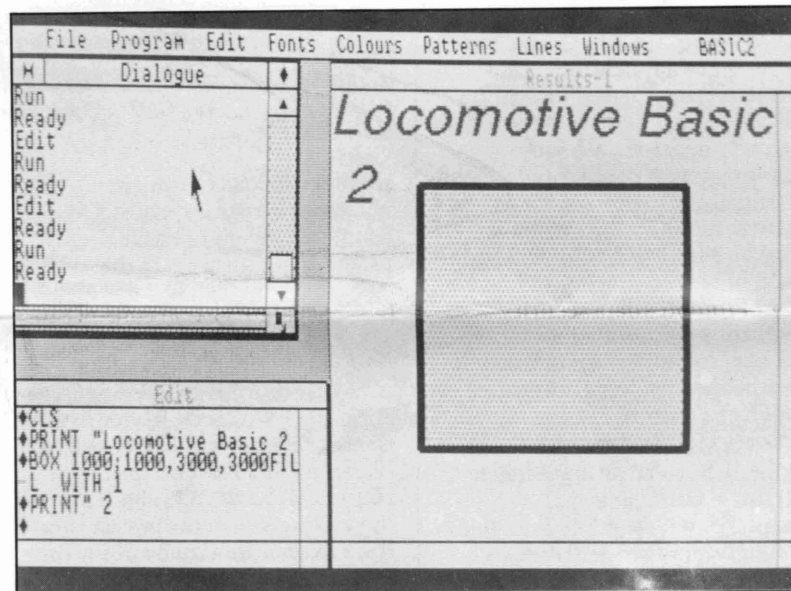 File Program Edit Fonts Colours Patterns Lines Windows BASIC2
Dialogue
Run
Ready
Edit
Run
Ready
Edit
Ready
Run
Ready
Results-1
Locomotive Basic
2
Edit
CLS
PRINT "Locomotive Basic 2
BOX 1000;1000,3000,3000FIL
L WITH 1
PRINT" 2